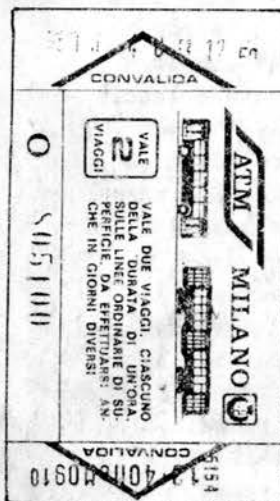 CONVALIDA
ATM MILANO
VALE
2
VIAGGI
VALE DUE VIAGGI, CIASCUNO
DELLA DURATA DI UN'ORA,
SULLE LINEE ORDINARIE DI SU-
PERFICIE, DA EFFETTUARSI AN-
CHE IN GIORNI DIVERSI
O
CONVALIDA